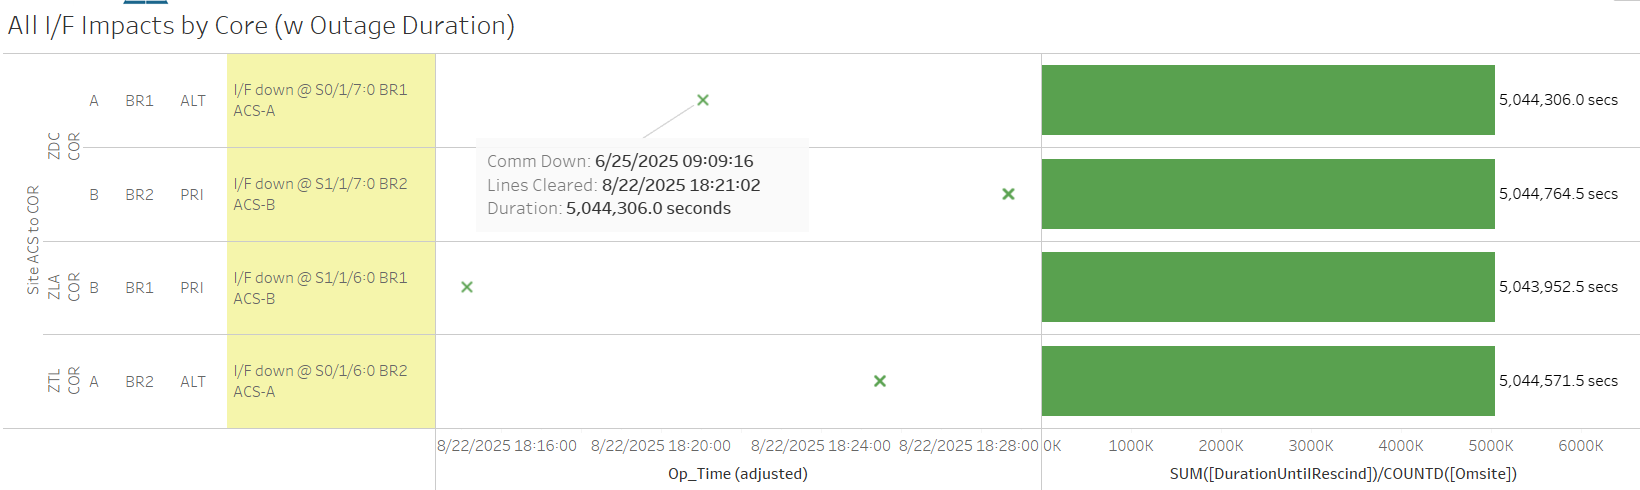 All I/F Impacts by Core (w Outage Duration)
Site ACS to COR
ZDC
COR
A BR1 ALT
I/F down @ S0/1/7:0 BR1
ACS-A
5,044,306.0 secs
Comm Down: 6/25/2025 09:09:16
Lines Cleared: 8/22/2025 18:21:02
Duration: 5,044,306.0 seconds
B BR2 PRI
I/F down @ S1/1/7:0 BR2
ACS-B
5,044,764.5 secs
ZLA
COR
B BR1 PRI
I/F down @ S1/1/6:0 BR1
ACS-B
5,043,952.5 secs
ZTL
COR
A BR2 ALT
I/F down @ S0/1/6:0 BR2
ACS-A
5,044,571.5 secs
8/22/2025 18:16:00 8/22/2025 18:20:00 8/22/2025 18:24:00 8/22/2025 18:28:00
0K 1000K 2000K 3000K 4000K 5000K 6000K
Op_Time (adjusted)
SUM([DurationUntilRescind])/COUNTD([Omsite])